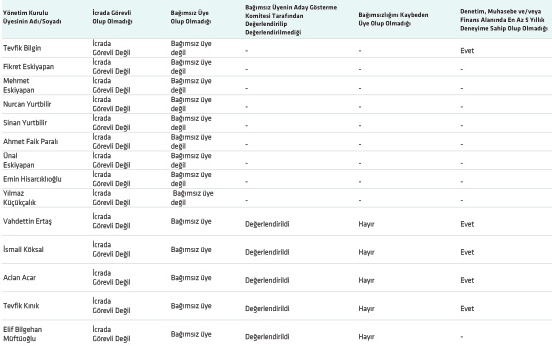 Yönetim Kurulu Üyesinin Adı/Soyadı | İcrada Görevli Olup Olmadığı | Bağımsız Üye Olup Olmadığı | Bağımsız Üyenin Aday Gösterme Komitesi Tarafından Değerlendirilip Değerlendirilmediği | Bağımsızlığını Kaybeden Üye Olup Olmadığı | Denetim, Muhasebe ve/veya Finans Alanında En Az 5 Yıllık Deneyime Sahip Olup Olmadığı
Tevfik Bilgin | İcrada Görevli Değil | Bağımsız üye değil | - | - | Evet
Fikret Eskiyapan | İcrada Görevli Değil | Bağımsız üye değil | - | - | -
Mehmet Eskiyapan | İcrada Görevli Değil | Bağımsız üye değil | - | - | -
Nurcan Yurtbilir | İcrada Görevli Değil | Bağımsız üye değil | - | - | -
Sinan Yurtbilir | İcrada Görevli Değil | Bağımsız üye değil | - | - | -
Ahmet Faik Paralı | İcrada Görevli Değil | Bağımsız üye değil | - | - | -
Ünal Eskiyapan | İcrada Görevli Değil | Bağımsız üye değil | - | - | -
Emin Hisarcıklıoğlu | İcrada Görevli Değil | Bağımsız üye değil | - | - | -
Yılmaz Küçükçalık | İcrada Görevli Değil | Bağımsız üye değil | - | - | -
Vahdettin Ertaş | İcrada Görevli Değil | Bağımsız üye | Değerlendirildi | Hayır | Evet
İsmail Köksal | İcrada Görevli Değil | Bağımsız üye | Değerlendirildi | Hayır | Evet
Aclan Acar | İcrada Görevli Değil | Bağımsız üye | Değerlendirildi | Hayır | Evet
Tevfik Kınık | İcrada Görevli Değil | Bağımsız üye | Değerlendirildi | Hayır | Evet
Elif Bilgehan Müftüoğlu | İcrada Görevli Değil | Bağımsız üye | Değerlendirildi | Hayır | -